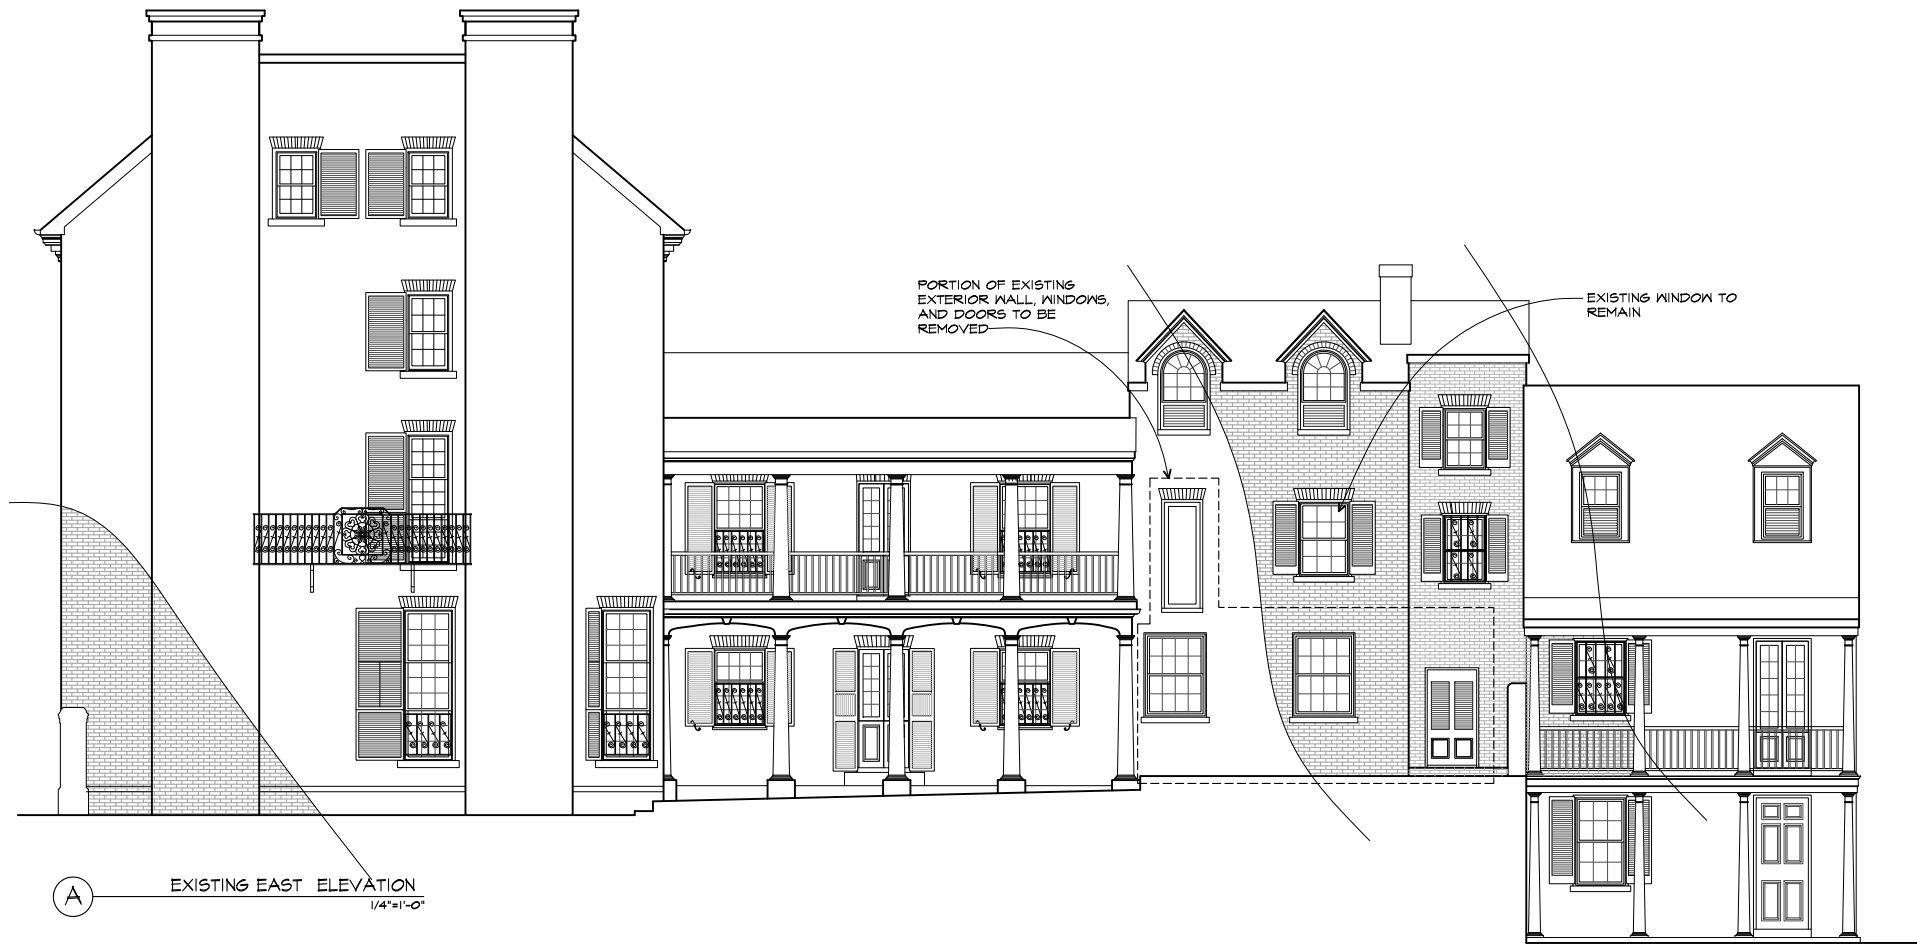 PORTION OF EXISTING
EXTERIOR WALL, WINDOWS,
AND DOORS TO BE
REMOVED
EXISTING WINDOW TO
REMAIN
A
EXISTING EAST ELEVATION
1/4"=1'-0"